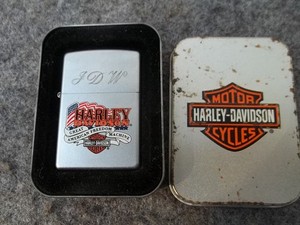 J D W
HARLEY
GREAT
AMERICAN FREEDOM
MACHINE
MOTOR
HARLEY-DAVIDSON
CYCLES